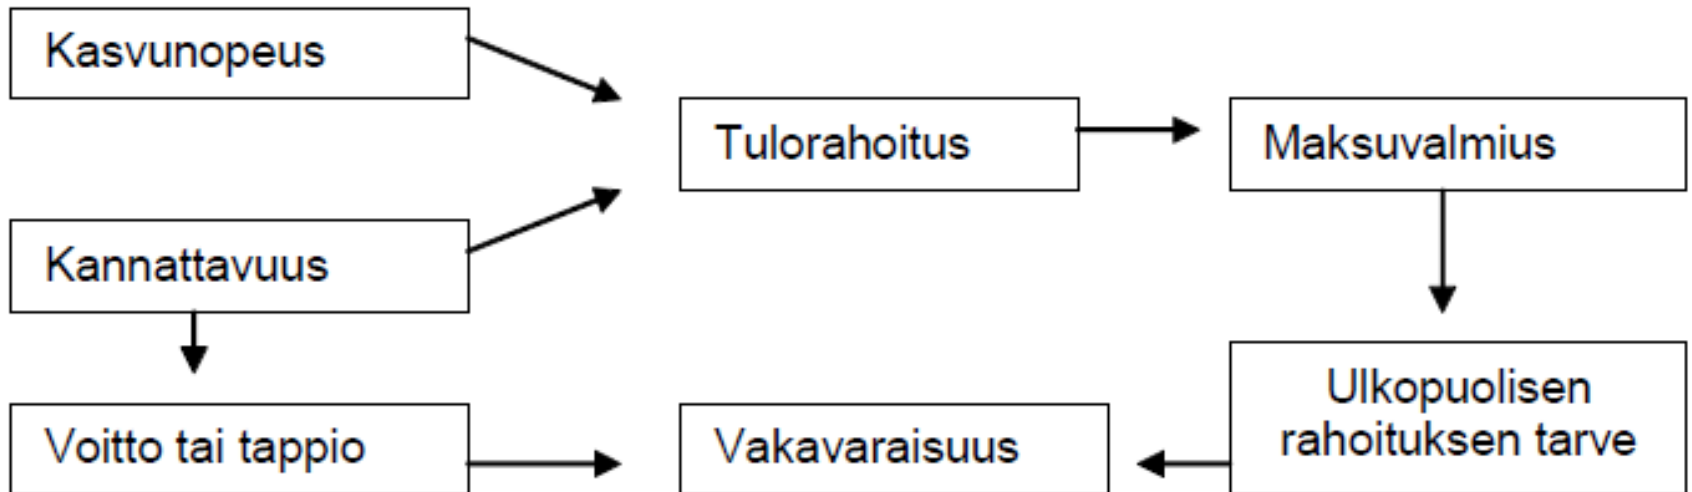 Kasvunopeus
Tulorahoitus
Maksuvalmius
Kannattavuus
Ulkopuolisen
rahoituksen tarve
Voitto tai tappio
Vakavaraisuus